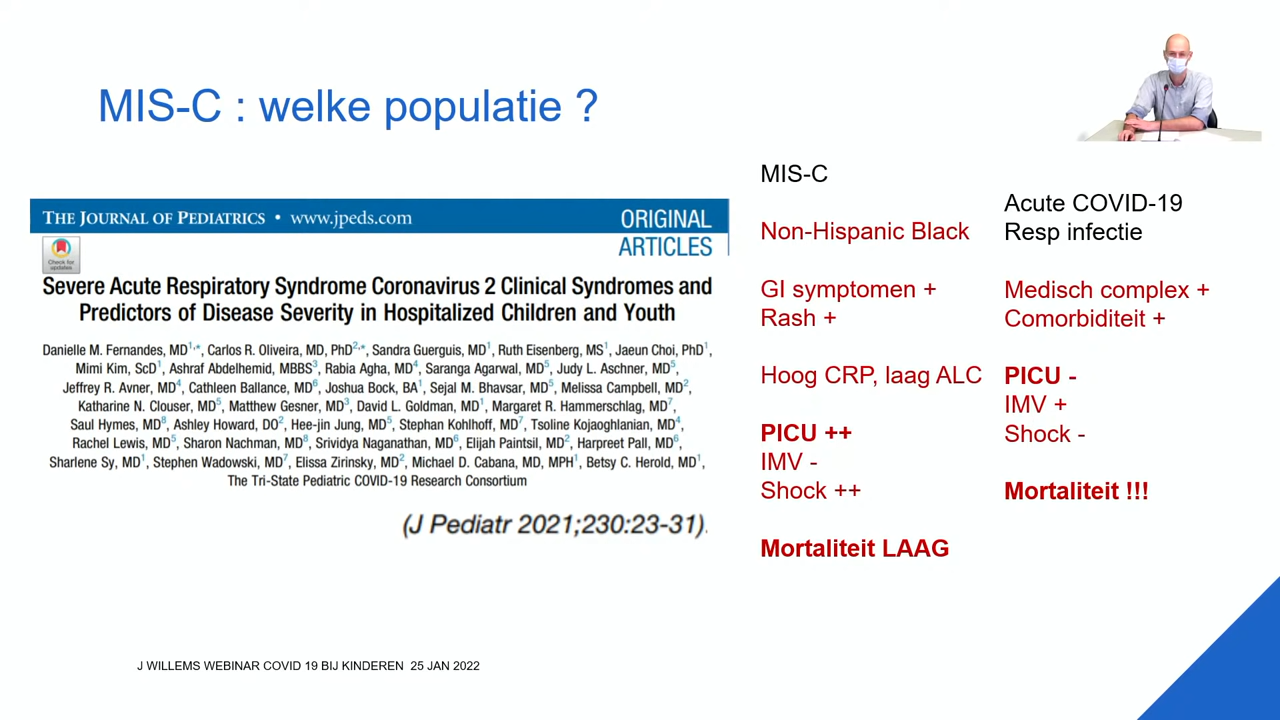 MIS-C : welke populatie ?
THE JOURNAL OF PEDIATRICS • www.jpeds.com
ORIGINAL
ARTICLES
Check for
updates
Severe Acute Respiratory Syndrome Coronavirus 2 Clinical Syndromes and
Predictors of Disease Severity in Hospitalized Children and Youth
Danielle M. Fernandes, MD1,*, Carlos R. Oliveira, MD, PhD2,*, Sandra Guerguis, MD1, Ruth Eisenberg, MS1, Jaeun Choi, PhD1,
Mimi Kim, ScD1, Ashraf Abdelhemid, MBBS3, Rabia Agha, MD4, Saranga Agarwal, MD5, Judy L. Aschner, MD5,
Jeffrey R. Avner, MD4, Cathleen Ballance, MD6, Joshua Bock, BA1, Sejal M. Bhavsar, MD5, Melissa Campbell, MD2,
Katharine N. Clouser, MD5, Matthew Gesner, MD3, David L. Goldman, MD1, Margaret R. Hammerschlag, MD7,
Saul Hymes, MD8, Ashley Howard, DO2, Hee-jin Jung, MD5, Stephan Kohlhoff, MD7, Tsoline Kojaoghlanian, MD4,
Rachel Lewis, MD5, Sharon Nachman, MD8, Srividya Naganathan, MD6, Elijah Paintsil, MD2, Harpreet Pall, MD6,
Sharlene Sy, MD1, Stephen Wadowski, MD7, Elissa Zirinsky, MD2, Michael D. Cabana, MD, MPH1, Betsy C. Herold, MD1,
The Tri-State Pediatric COVID-19 Research Consortium
(J Pediatr 2021;230:23-31).
MIS-C
Non-Hispanic Black
GI symptomen +
Rash +
Hoog CRP, laag ALC
PICU ++
IMV -
Shock ++
Mortaliteit LAAG
Acute COVID-19
Resp infectie
Medisch complex +
Comorbiditeit +
PICU -
IMV +
Shock -
Mortaliteit !!!
J WILLEMS WEBINAR COVID 19 BIJ KINDEREN 25 JAN 2022